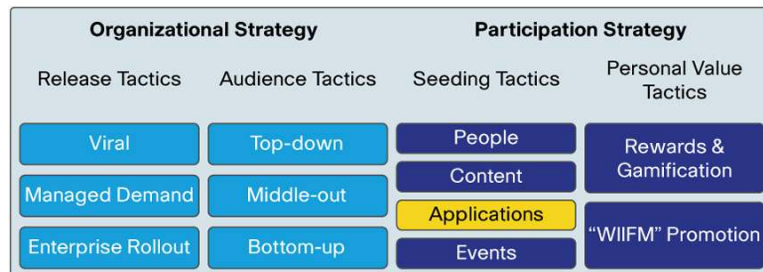 Organizational Strategy
Participation Strategy
Release Tactics
Audience Tactics
Seeding Tactics
Personal Value
Tactics
Viral
Managed Demand
Enterprise Rollout
Top-down
Middle-out
Bottom-up
People
Content
Applications
Events
Rewards &
Gamification
“WIIFM” Promotion